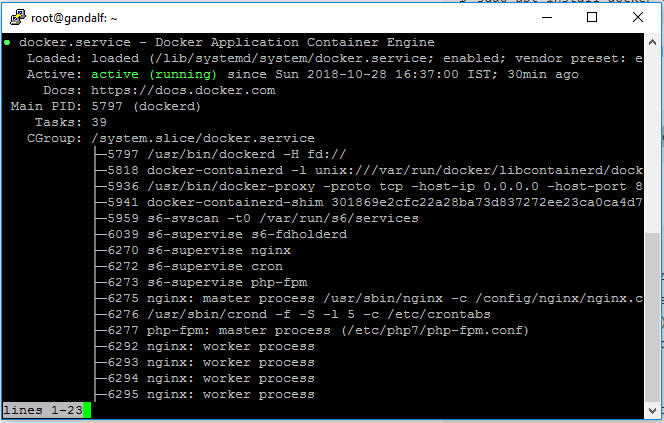 root@gandalf: ~
● docker.service - Docker Application Container Engine
Loaded: loaded (/lib/systemd/system/docker.service; enabled; vendor preset: e
Active: active (running) since Sun 2018-10-28 16:37:00 IST; 30min ago
Docs: https://docs.docker.com
Main PID: 5797 (dockerd)
Tasks: 39
CGroup: /system.slice/docker.service
├─5797 /usr/bin/dockerd -H fd://
├─5818 docker-containerd -l unix:///var/run/docker/libcontainerd/dock
├─5936 /usr/bin/docker-proxy -proto tcp -host-ip 0.0.0.0 -host-port 8
├─5941 docker-containerd-shim 301869e2cfc22a28ba73d837272ee23ca0ca4d7
├─5959 s6-svscan -t0 /var/run/s6/services
├─6039 s6-supervise s6-fdholderd
├─6270 s6-supervise nginx
├─6272 s6-supervise cron
├─6273 s6-supervise php-fpm
├─6275 nginx: master process /usr/sbin/nginx -c /config/nginx/nginx.c
├─6276 /usr/sbin/crond -f -S -l 5 -c /etc/crontabs
├─6277 php-fpm: master process (/etc/php7/php-fpm.conf)
├─6292 nginx: worker process
├─6293 nginx: worker process
├─6294 nginx: worker process
├─6295 nginx: worker process
lines 1-23